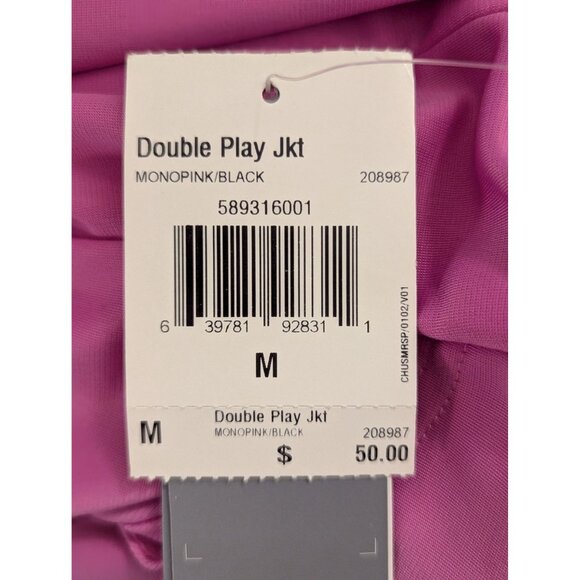 Double Play Jkt
MONOPINK/BLACK 208987
589316001
6 39781 92831 1
M
CHUSMRSP/0102/V01
M Double Play Jkt
MONOPINK/BLACK 208987
$ 50.00